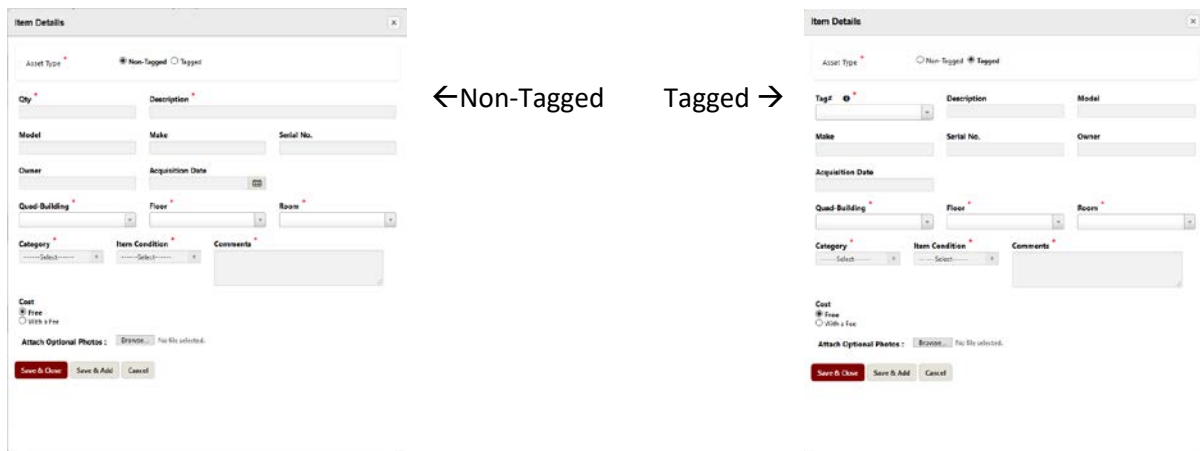 Item Details
x
Asset Type *
Non-Tagged Tagged
Qty * Description *
Model Make Serial No.
Owner Acquisition Date
Quad-Building * Floor * Room *
Category * Item Condition * Comments *
------Select------ ------Select------
Cost
Free
With a Fee
Attach Optional Photos : Browse... No file selected.
Save & Close Save & Add Cancel
←Non-Tagged Tagged →
Item Details
x
Asset Type *
Non-Tagged Tagged
Tag# * Description Model
Make Serial No. Owner
Acquisition Date
Quad-Building * Floor * Room *
Category * Item Condition * Comments *
------Select------ ------Select------
Cost
Free
With a Fee
Attach Optional Photos : Browse... No file selected.
Save & Close Save & Add Cancel